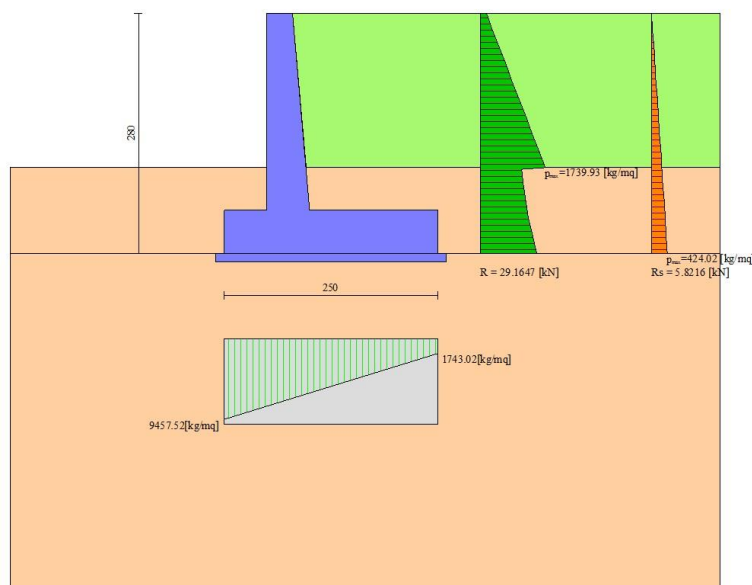 280
pmax=1739.93 [kg/mq]
pmax=424.02 [kg/mq]
R = 29.1647 [kN]
Rs = 5.8216 [kN]
250
1743.02[kg/mq]
9457.52[kg/mq]